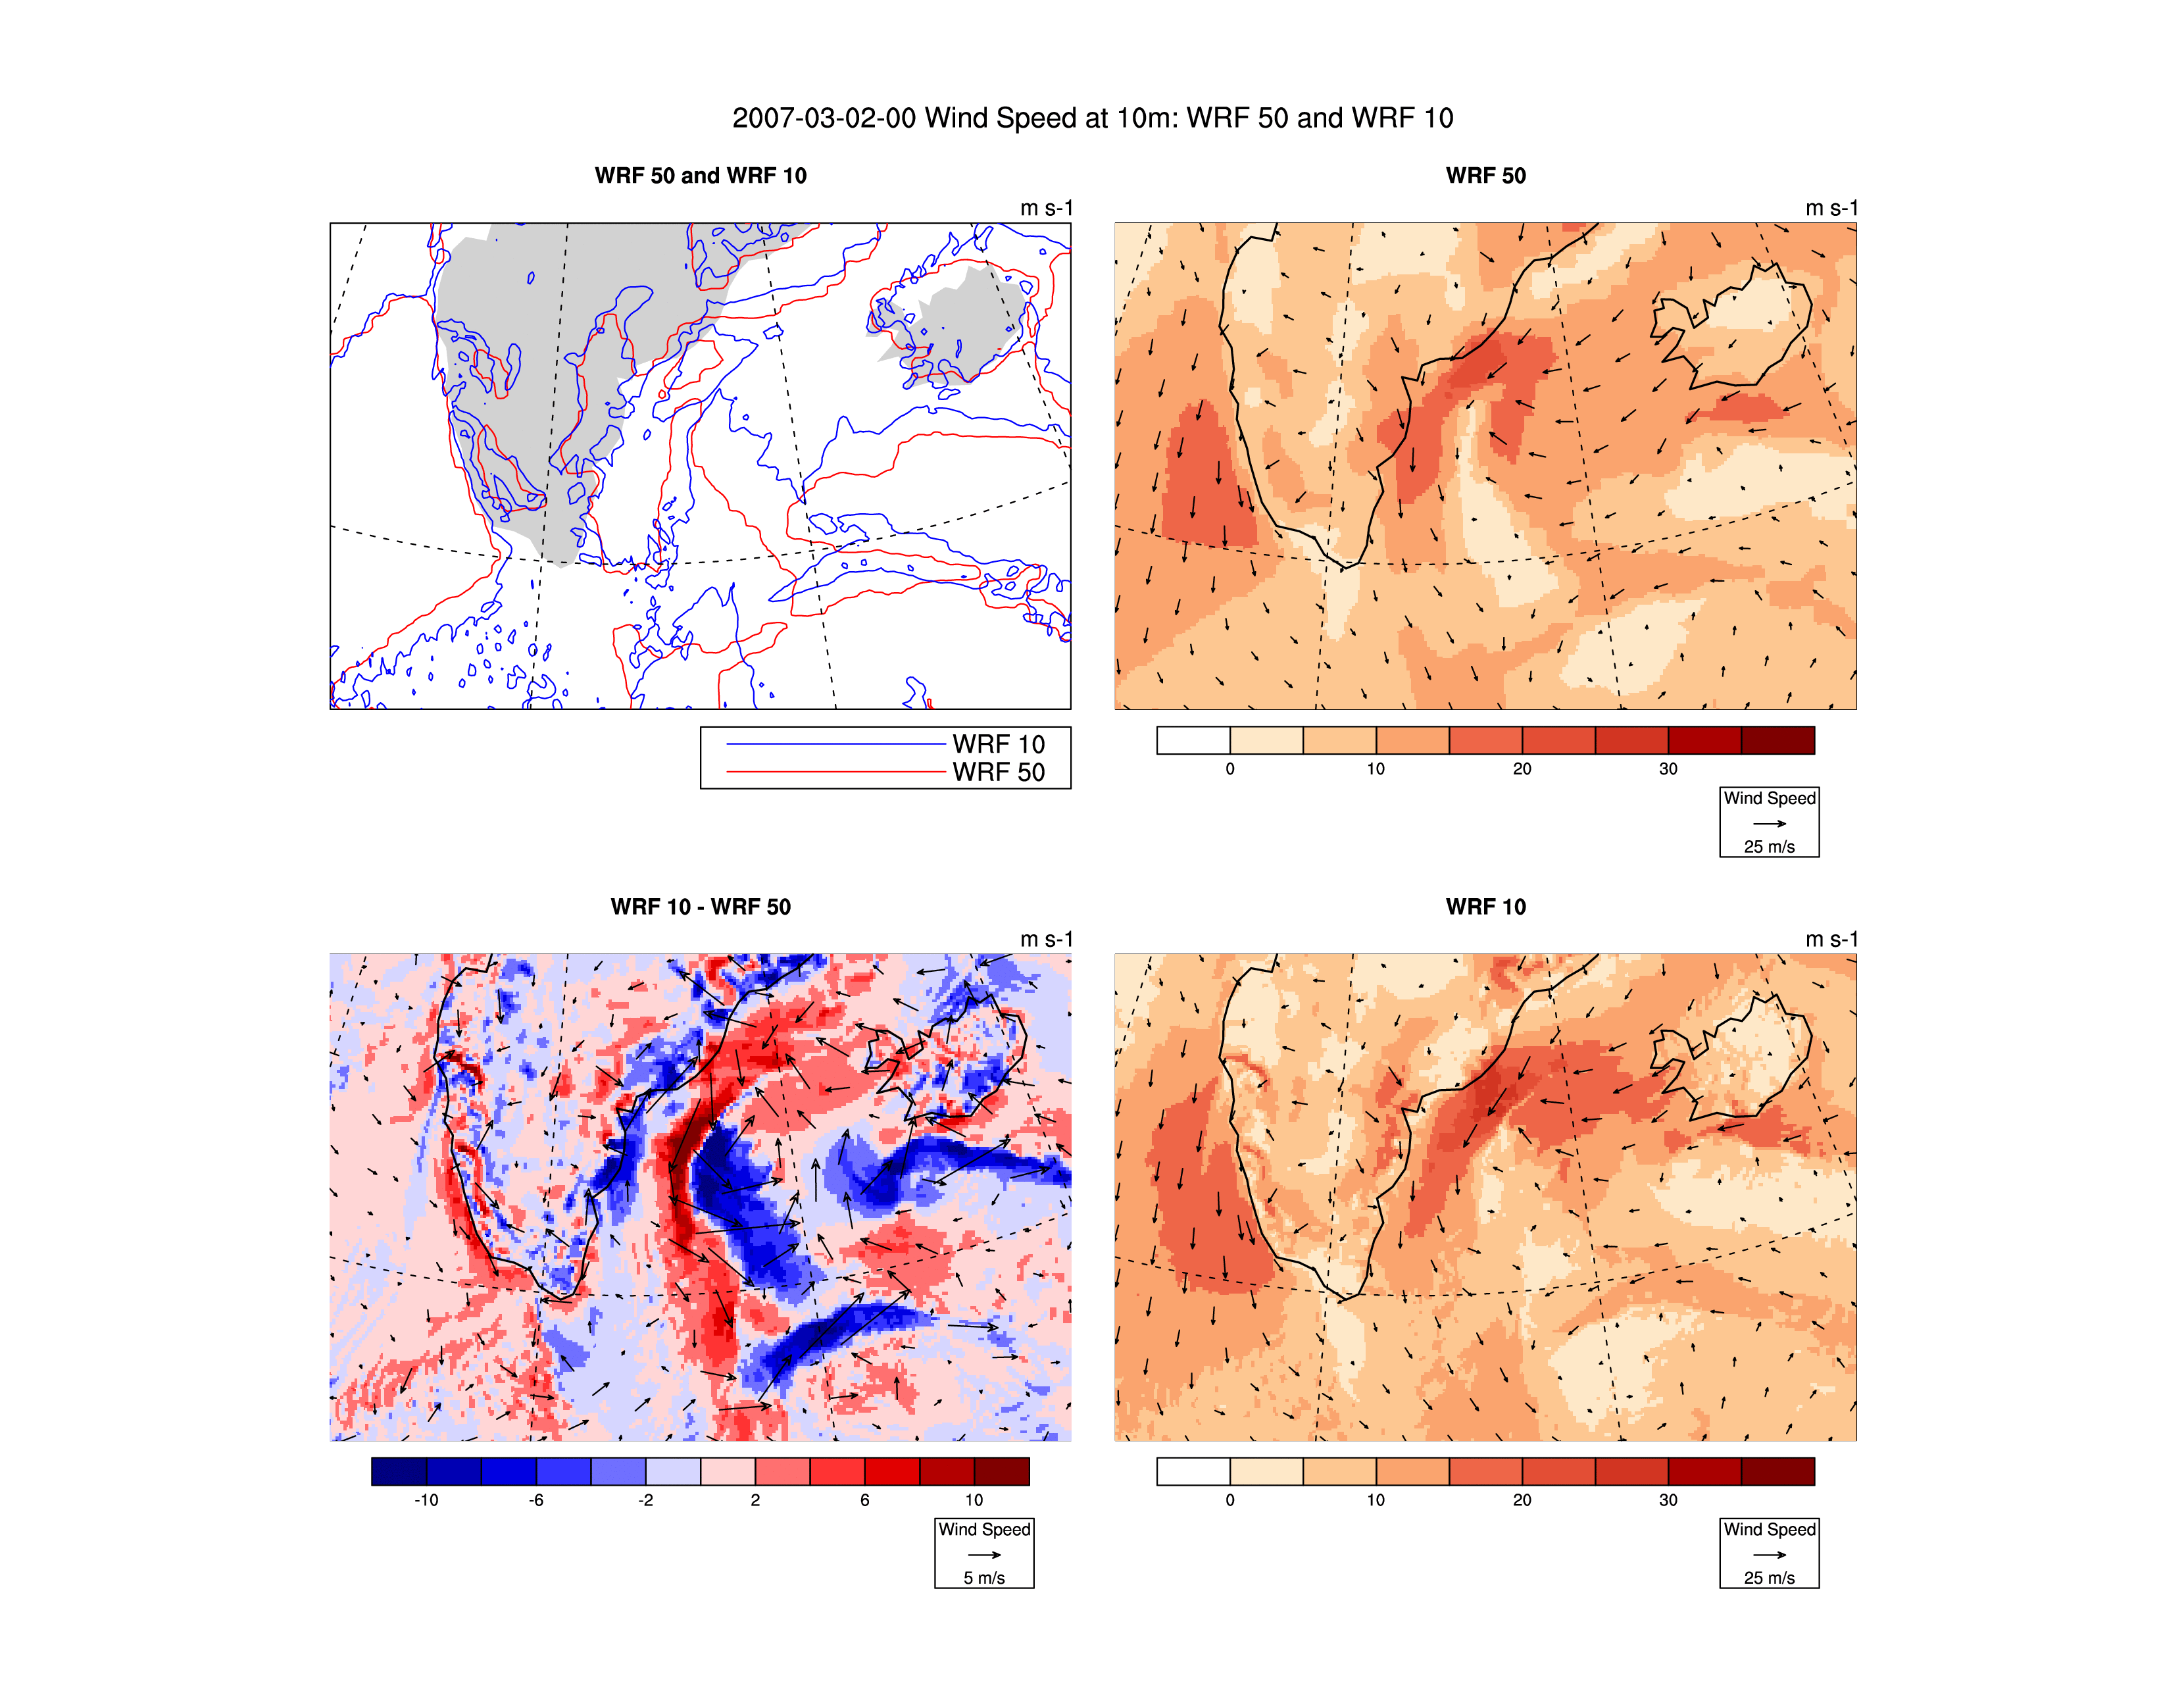 2007-03-02-00 Wind Speed at 10m: WRF 50 and WRF 10
WRF 50 and WRF 10
m s-1
WRF 10
WRF 50
WRF 50
m s-1
0 10 20 30
Wind Speed
25 m/s
WRF 10 - WRF 50
m s-1
-10 -6 -2 2 6 10
Wind Speed
5 m/s
WRF 10
m s-1
0 10 20 30
Wind Speed
25 m/s